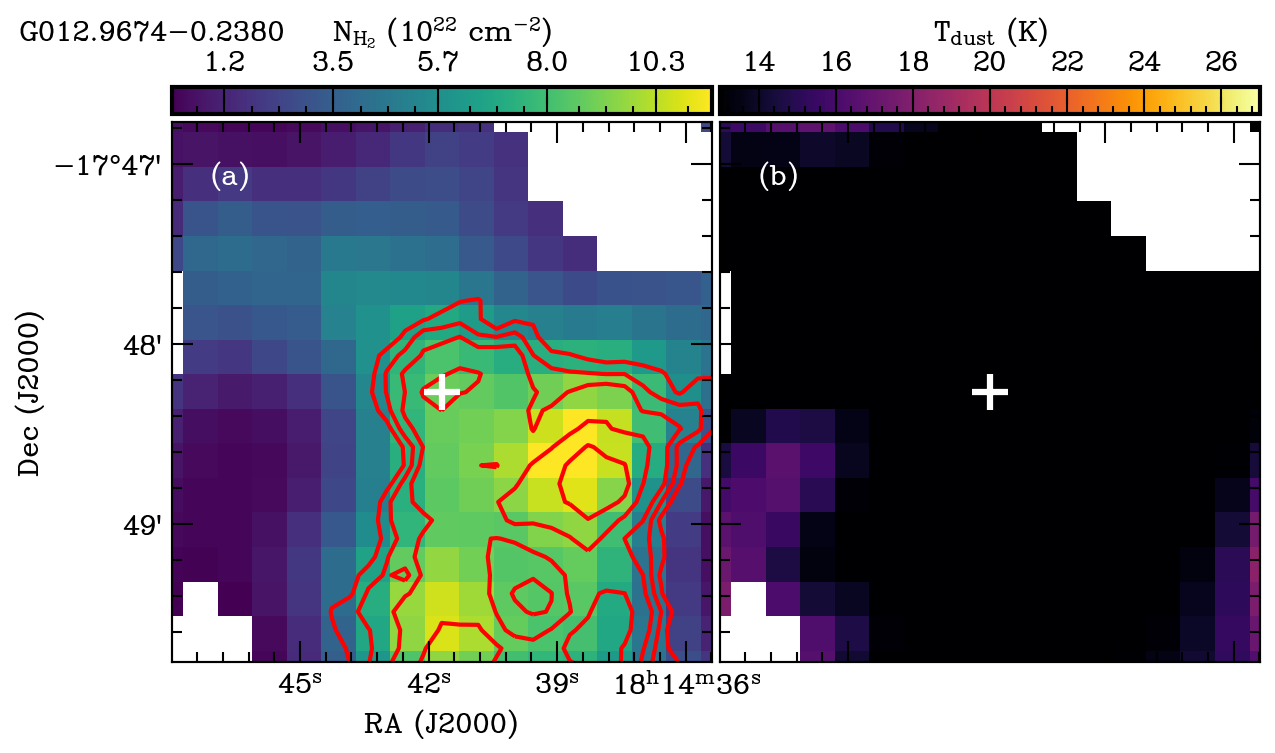 G012.9674−0.2380 N_H₂ (10²² cm⁻²) T_dust (K)
1.2 3.5 5.7 8.0 10.3 14 16 18 20 22 24 26
(a) (b)
−17°47'
48'
49'
Dec (J2000)
45ˢ 42ˢ 39ˢ 18ʰ14ᵐ36ˢ
RA (J2000)